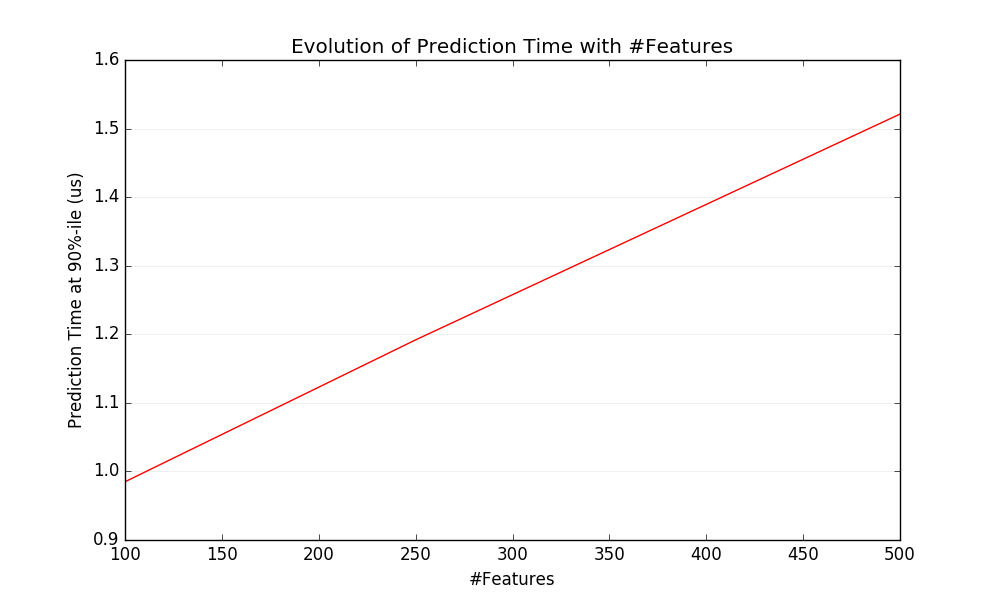 Evolution of Prediction Time with #Features
1.6
1.5
1.4
1.3
1.2
1.1
1.0
0.9
Prediction Time at 90%-ile (us)
100 150 200 250 300 350 400 450 500
#Features